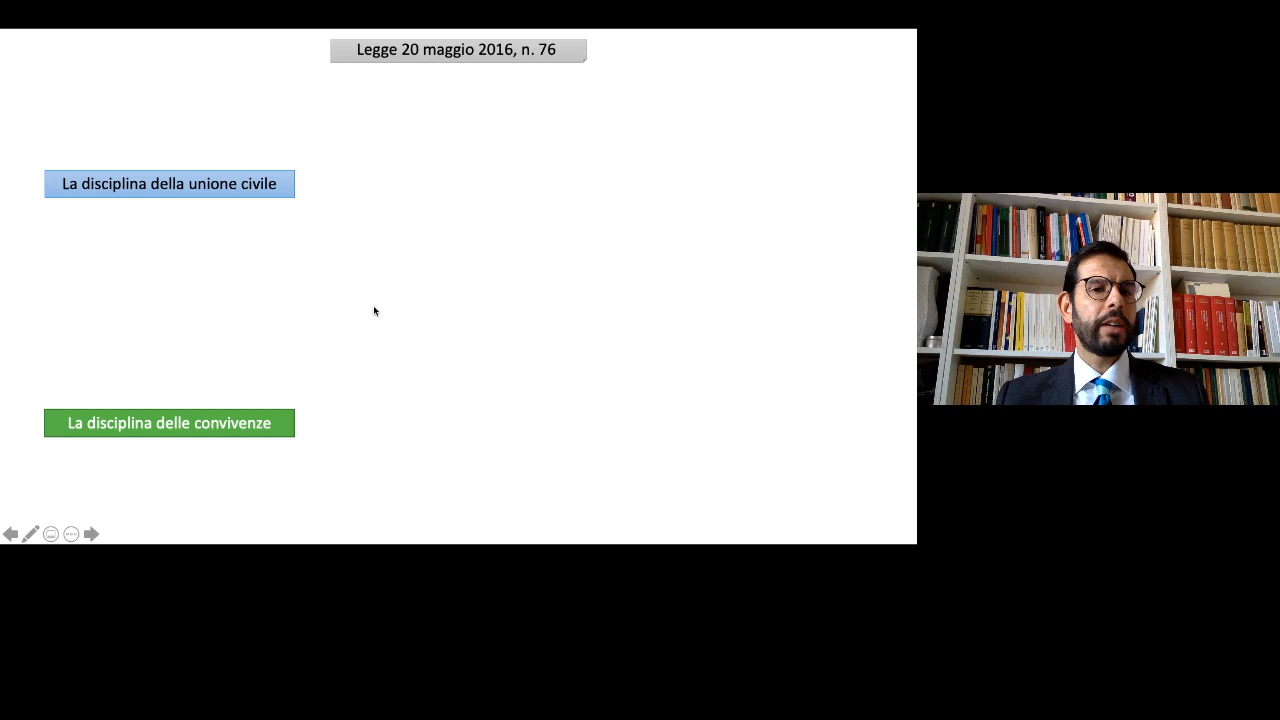 Legge 20 maggio 2016, n. 76
La disciplina della unione civile
La disciplina delle convivenze